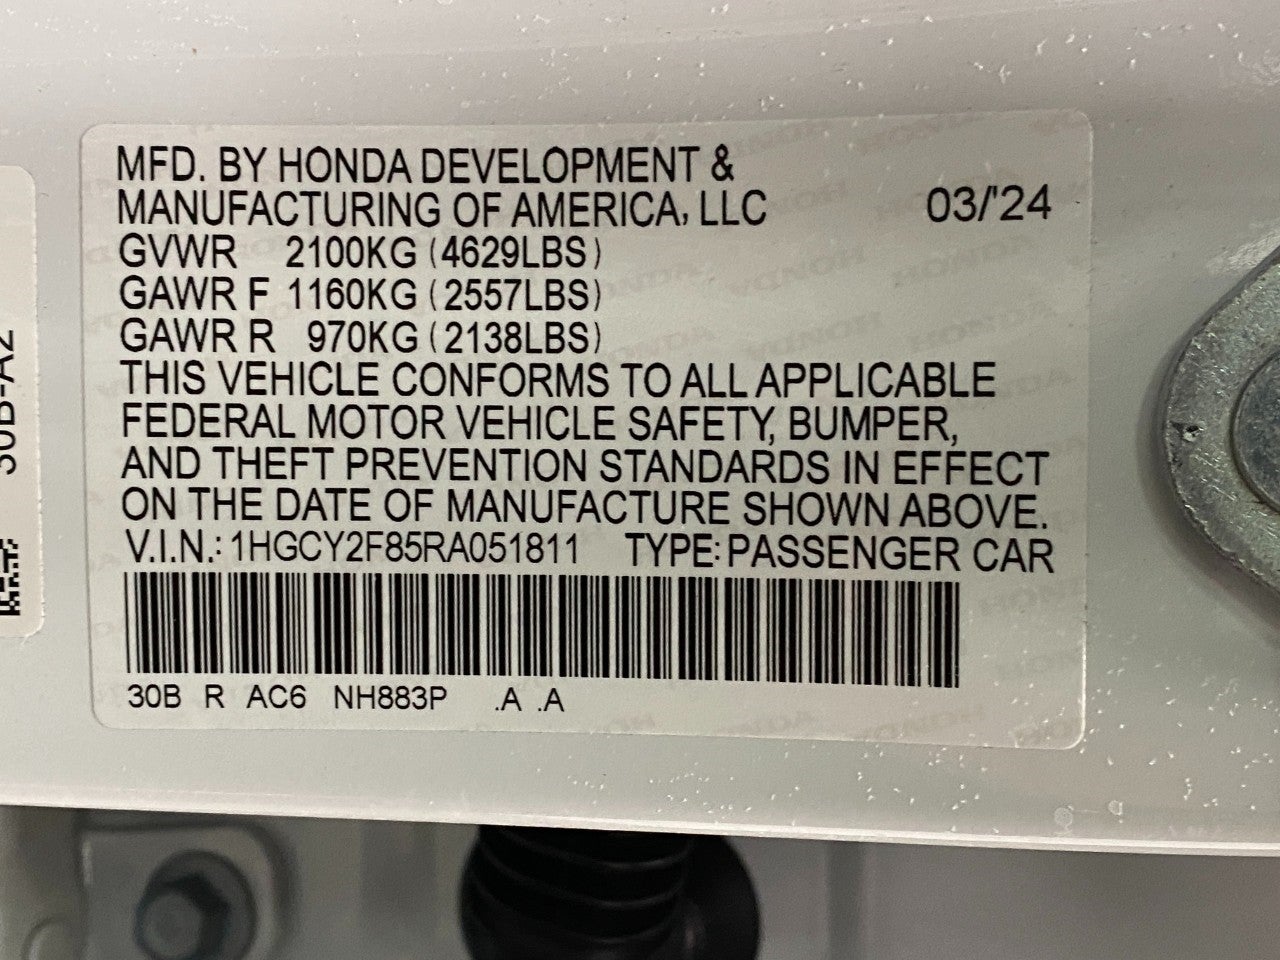 MFD. BY HONDA DEVELOPMENT &
MANUFACTURING OF AMERICA, LLC 03/'24
GVWR 2100KG (4629LBS)
GAWR F 1160KG (2557LBS)
GAWR R 970KG (2138LBS)
THIS VEHICLE CONFORMS TO ALL APPLICABLE
FEDERAL MOTOR VEHICLE SAFETY, BUMPER,
AND THEFT PREVENTION STANDARDS IN EFFECT
ON THE DATE OF MANUFACTURE SHOWN ABOVE.
V.I.N.: 1HGCY2F85RA051811 TYPE: PASSENGER CAR
30B R AC6 NH883P .A .A
30B-A2